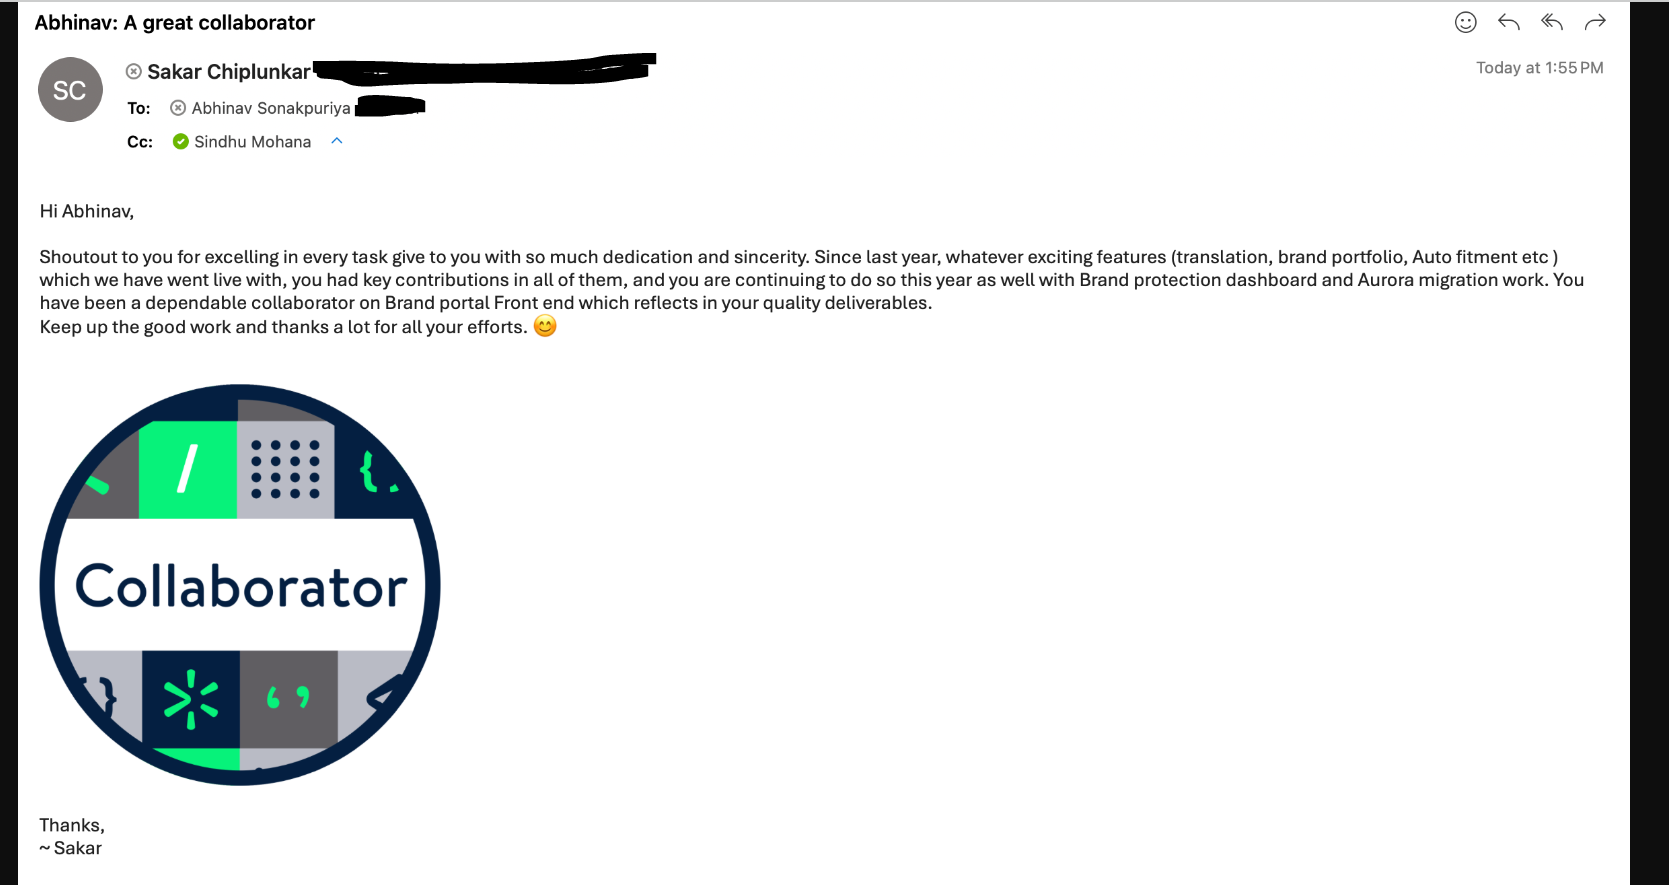 Abhinav: A great collaborator
SC
Sakar Chiplunkar
Today at 1:55 PM
To: Abhinav Sonakpuriya
Cc: Sindhu Mohana
Hi Abhinav,
Shoutout to you for excelling in every task give to you with so much dedication and sincerity. Since last year, whatever exciting features (translation, brand portfolio, Auto fitment etc )
which we have went live with, you had key contributions in all of them, and you are continuing to do so this year as well with Brand protection dashboard and Aurora migration work. You
have been a dependable collaborator on Brand portal Front end which reflects in your quality deliverables.
Keep up the good work and thanks a lot for all your efforts. 😊
/ {.
Collaborator
{} ‘ ’ <
Thanks,
~ Sakar